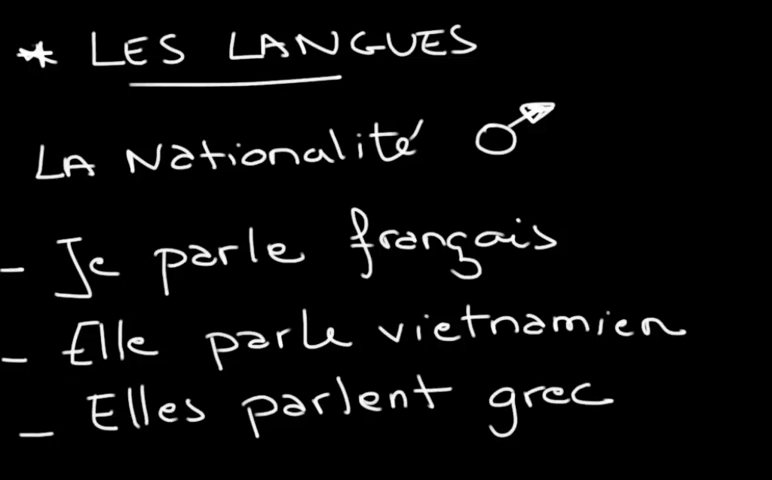 * LES LANGUES
LA Nationalité ♂
- Je parle français
- Elle parle vietnamien
- Elles parlent grec